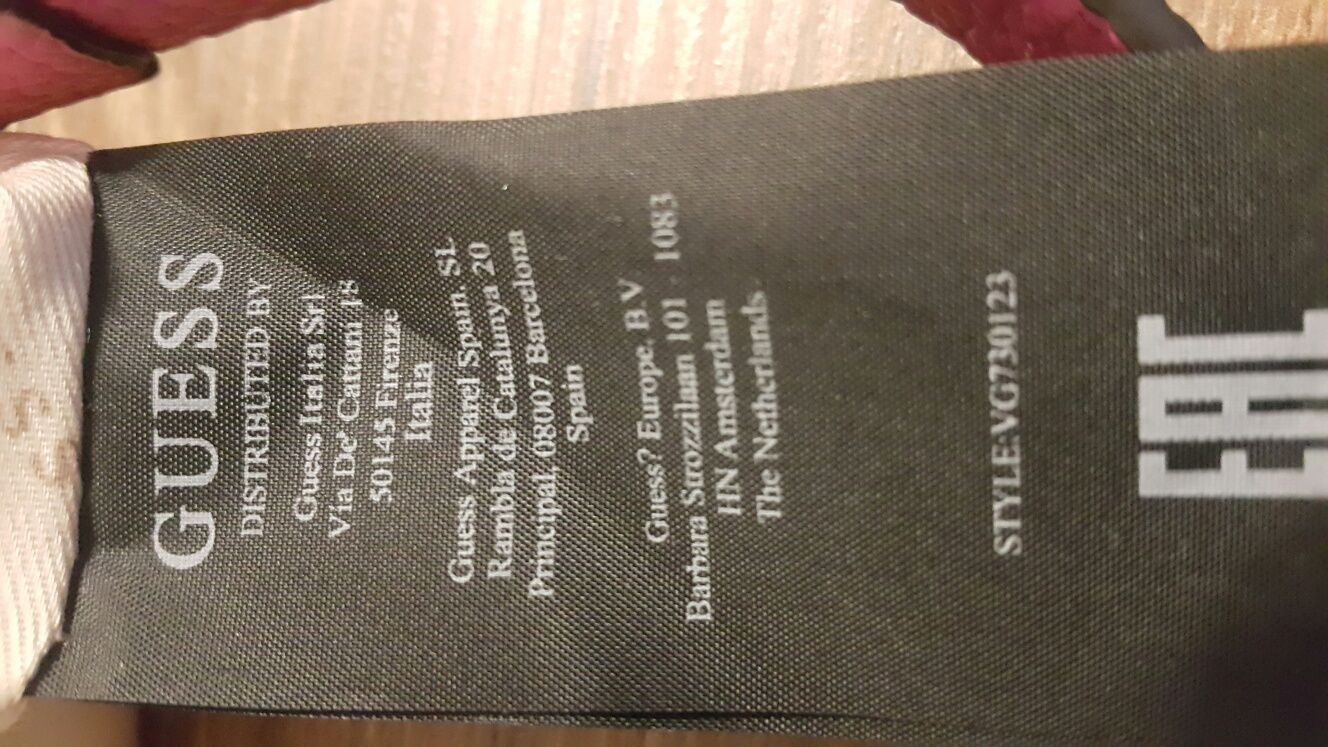 GUESS
DISTRIBUTED BY
Guess Italia Srl
Via De' Cattani 18
50145 Firenze
Italia
Guess Apparel Spain. SL
Rambla de Catalunya 20
Principal. 08007 Barcelona
Spain
Guess? Europe. B.V
Barbara Strozzilaan 101 - 1083
HN Amsterdam
The Netherlands
STYLE:VG730123
EAC